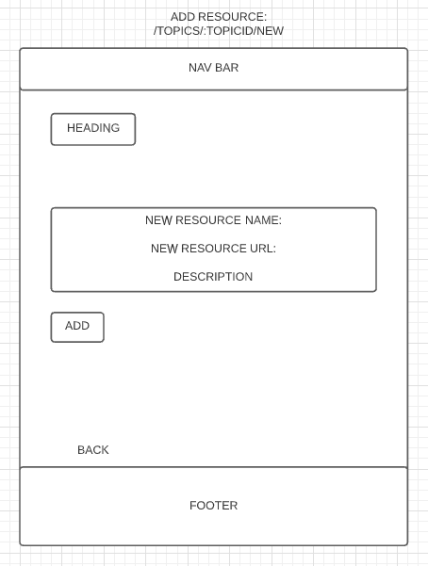 ADD RESOURCE:
/TOPICS/:TOPICID/NEW
NAV BAR
HEADING
NEW RESOURCE NAME:
NEW RESOURCE URL:
DESCRIPTION
ADD
BACK
FOOTER